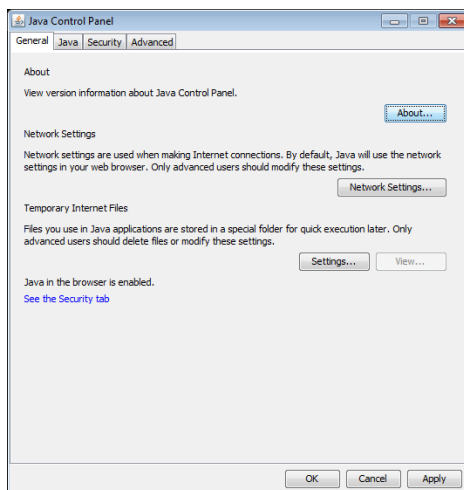 Java Control Panel
General Java Security Advanced
About
View version information about Java Control Panel.
About...
Network Settings
Network settings are used when making Internet connections. By default, Java will use the network
settings in your web browser. Only advanced users should modify these settings.
Network Settings...
Temporary Internet Files
Files you use in Java applications are stored in a special folder for quick execution later. Only
advanced users should delete files or modify these settings.
Settings... View...
Java in the browser is enabled.
See the Security tab
OK Cancel Apply